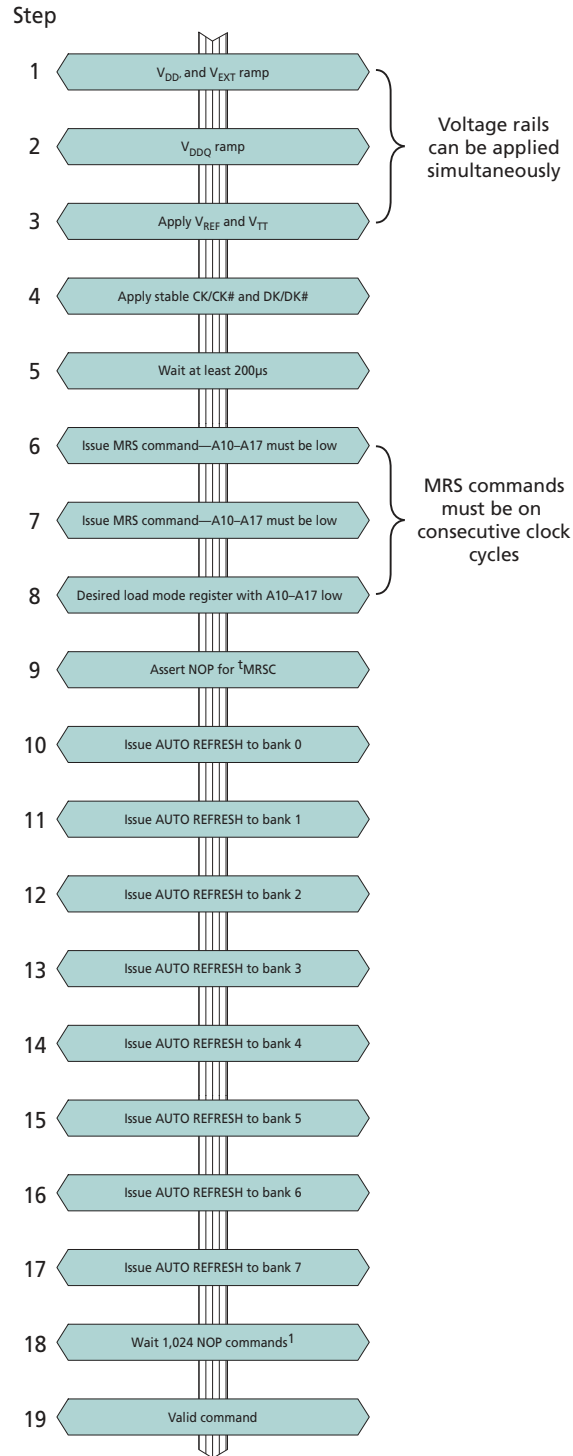 Step
1 V_DD, and V_EXT ramp
2 V_DDQ ramp
3 Apply V_REF and V_TT
Voltage rails
can be applied
simultaneously
4 Apply stable CK/CK# and DK/DK#
5 Wait at least 200µs
6 Issue MRS command—A10–A17 must be low
7 Issue MRS command—A10–A17 must be low
8 Desired load mode register with A10–A17 low
MRS commands
must be on
consecutive clock
cycles
9 Assert NOP for ᵗMRSC
10 Issue AUTO REFRESH to bank 0
11 Issue AUTO REFRESH to bank 1
12 Issue AUTO REFRESH to bank 2
13 Issue AUTO REFRESH to bank 3
14 Issue AUTO REFRESH to bank 4
15 Issue AUTO REFRESH to bank 5
16 Issue AUTO REFRESH to bank 6
17 Issue AUTO REFRESH to bank 7
18 Wait 1,024 NOP commands¹
19 Valid command